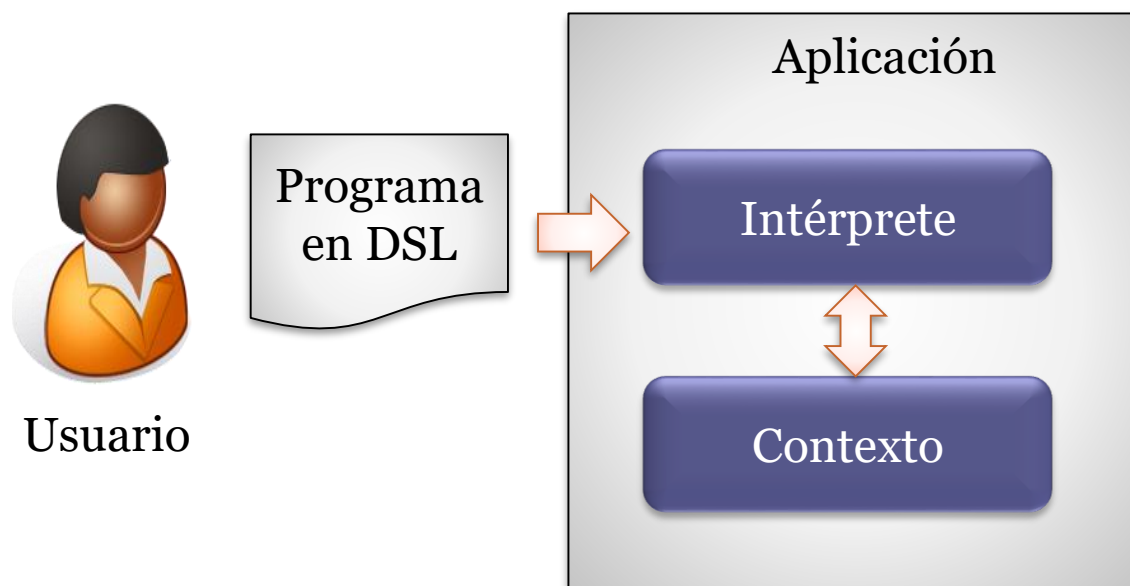 Aplicación
Programa
en DSL
Intérprete
Contexto
Usuario